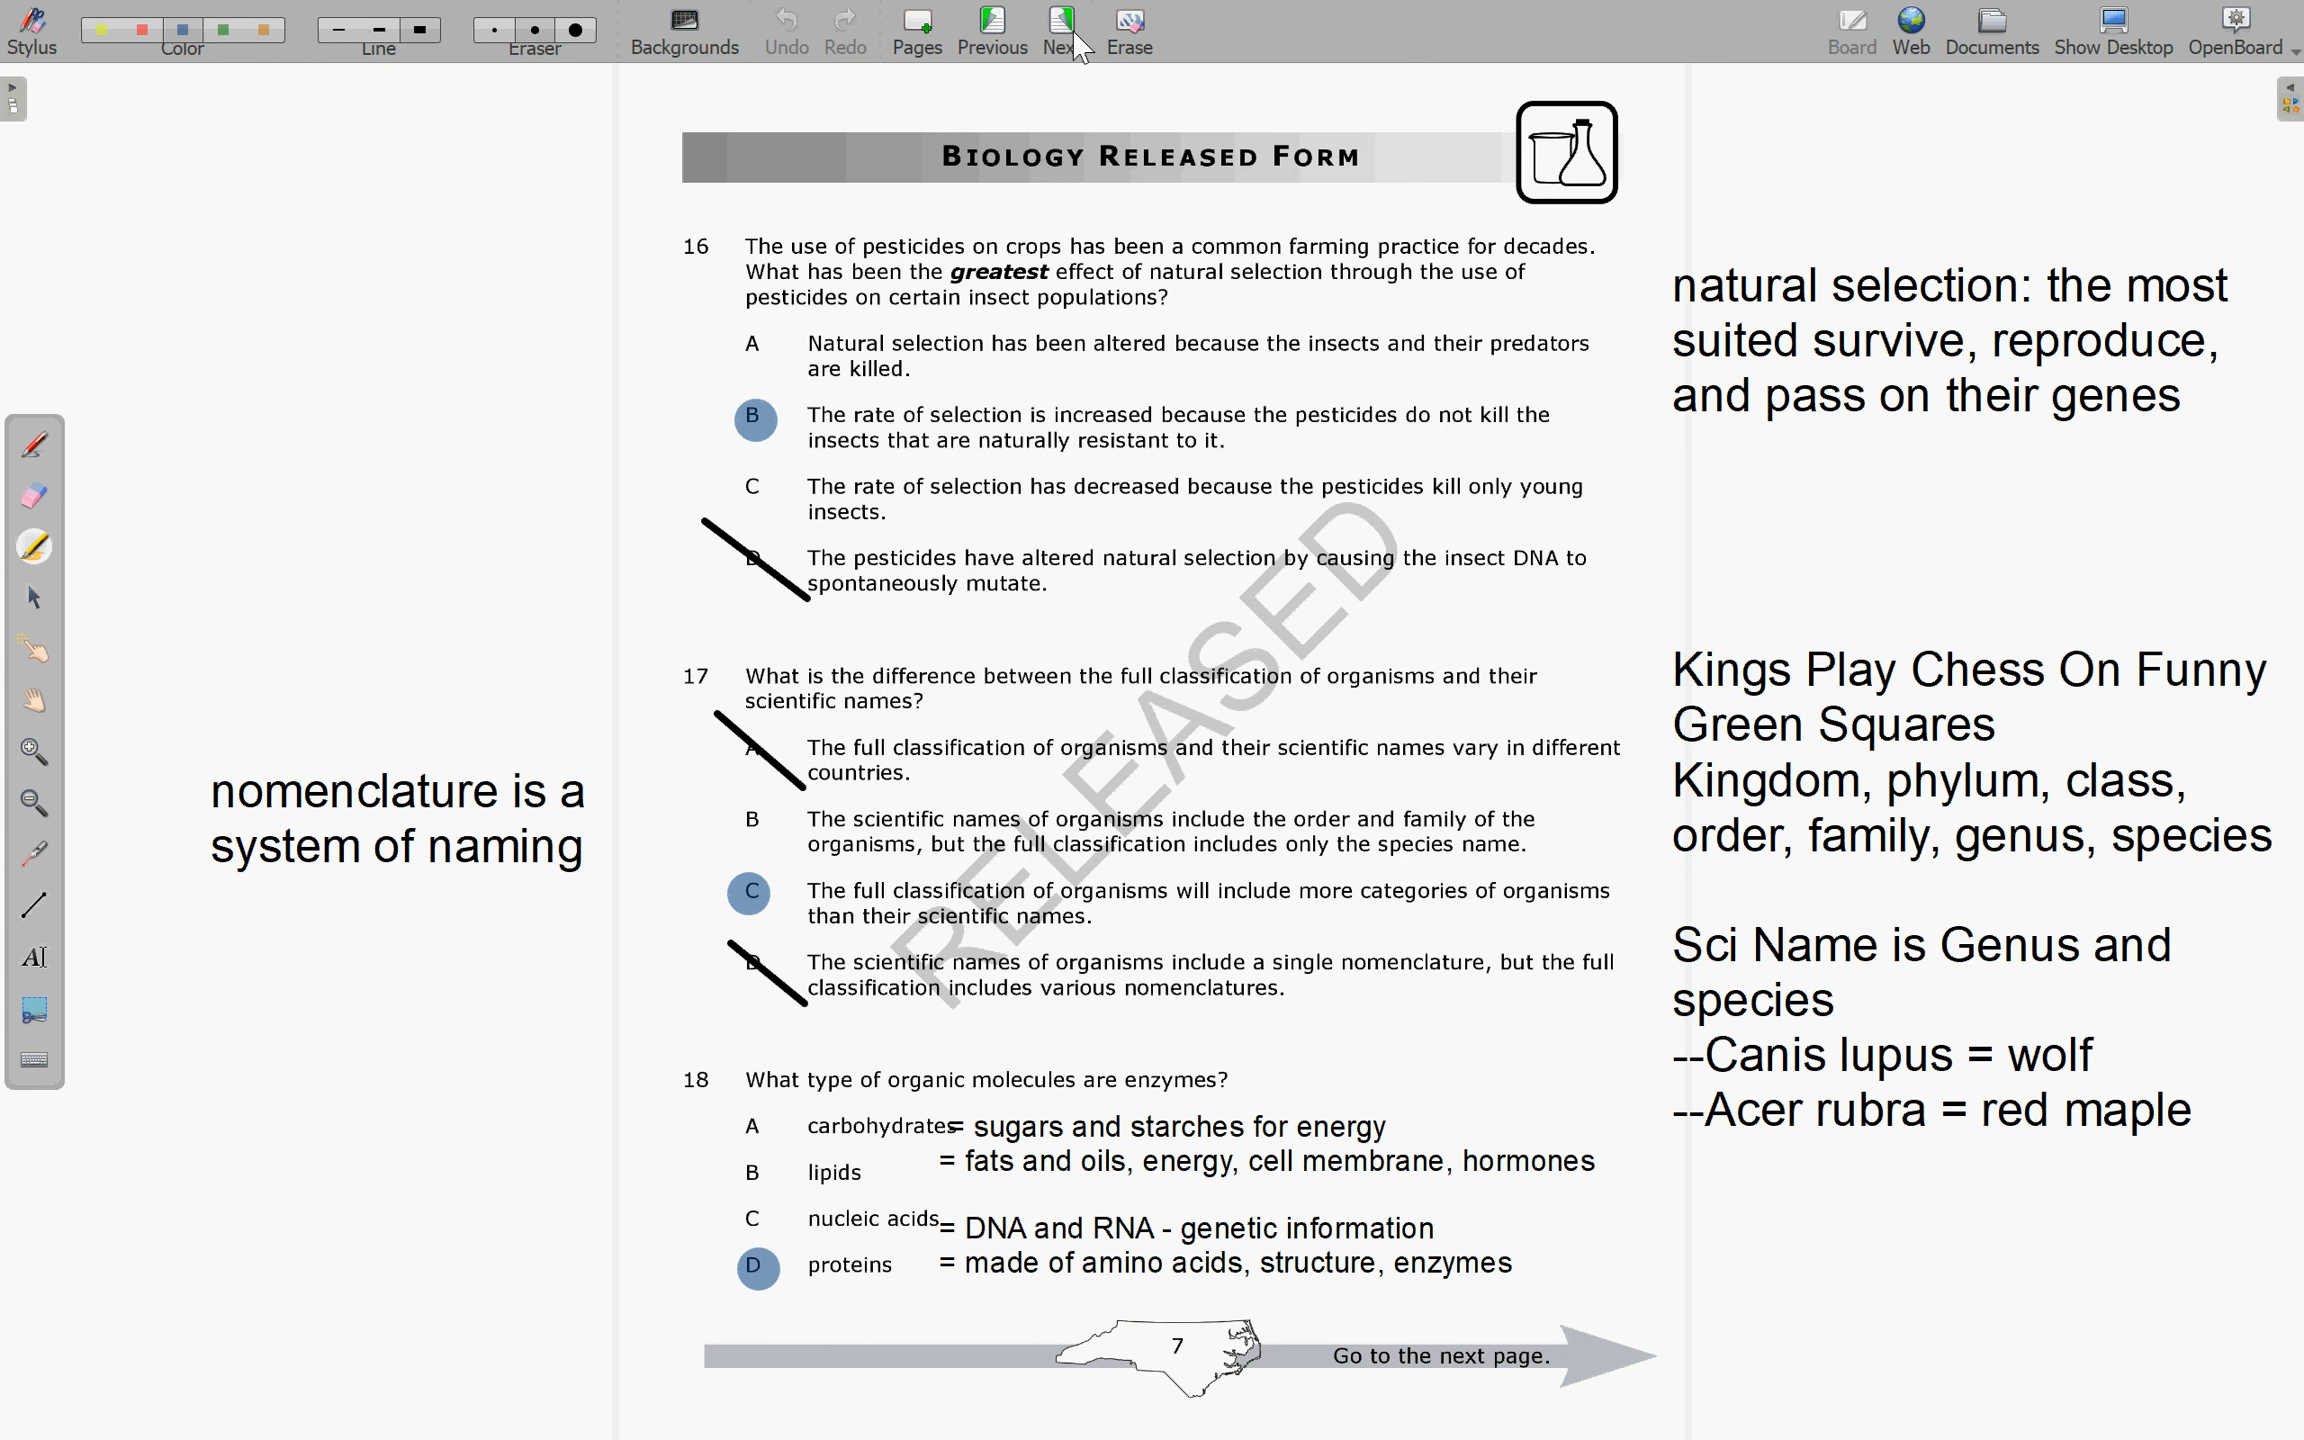 Stylus
Color
Line
Eraser
Backgrounds
Undo
Redo
Pages
Previous
Nex
Erase
Board
Web
Documents
Show Desktop
OpenBoard
BIOLOGY RELEASED FORM
16 The use of pesticides on crops has been a common farming practice for decades.
What has been the greatest effect of natural selection through the use of
pesticides on certain insect populations?
A Natural selection has been altered because the insects and their predators
are killed.
B The rate of selection is increased because the pesticides do not kill the
insects that are naturally resistant to it.
C The rate of selection has decreased because the pesticides kill only young
insects.
D The pesticides have altered natural selection by causing the insect DNA to
spontaneously mutate.
natural selection: the most
suited survive, reproduce,
and pass on their genes
17 What is the difference between the full classification of organisms and their
scientific names?
A The full classification of organisms and their scientific names vary in different
countries.
B The scientific names of organisms include the order and family of the
organisms, but the full classification includes only the species name.
C The full classification of organisms will include more categories of organisms
than their scientific names.
D The scientific names of organisms include a single nomenclature, but the full
classification includes various nomenclatures.
nomenclature is a
system of naming
Kings Play Chess On Funny
Green Squares
Kingdom, phylum, class,
order, family, genus, species
Sci Name is Genus and
species
--Canis lupus = wolf
--Acer rubra = red maple
18 What type of organic molecules are enzymes?
A carbohydrates = sugars and starches for energy
B lipids = fats and oils, energy, cell membrane, hormones
C nucleic acids = DNA and RNA - genetic information
D proteins = made of amino acids, structure, enzymes
RELEASED
7
Go to the next page.
AI